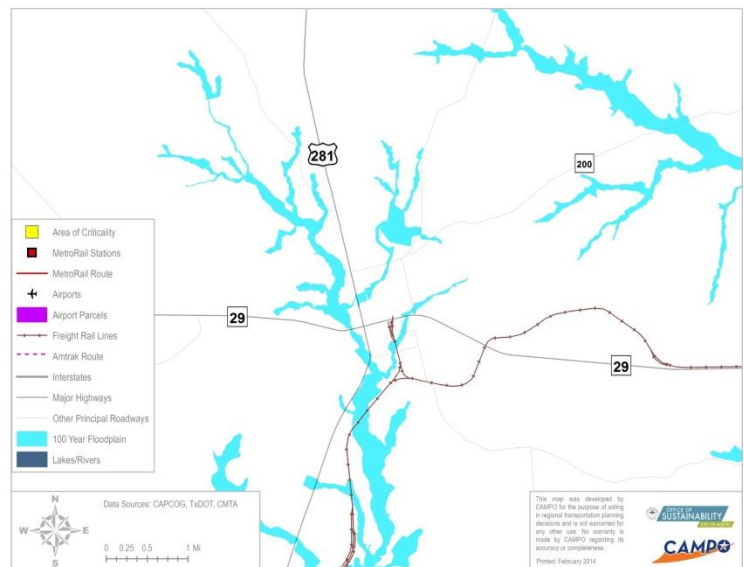 281
200
29
29
Area of Criticality
MetroRail Stations
MetroRail Route
Airports
Airport Parcels
Freight Rail Lines
Amtrak Route
Interstates
Major Highways
Other Principal Roadways
100 Year Floodplain
Lakes/Rivers
N
W E
S
Data Sources: CAPCOG, TxDOT, CMTA
0 0.25 0.5 1 Mi
This map was developed by
CAMPO for the purpose of aiding
in regional transportation planning
decisions and is not warranted for
any other use. No warranty is
made by CAMPO regarding its
accuracy or completeness.
Printed: February 2014
OFFICE OF
SUSTAINABILITY
CITY OF AUSTIN
CAMPO